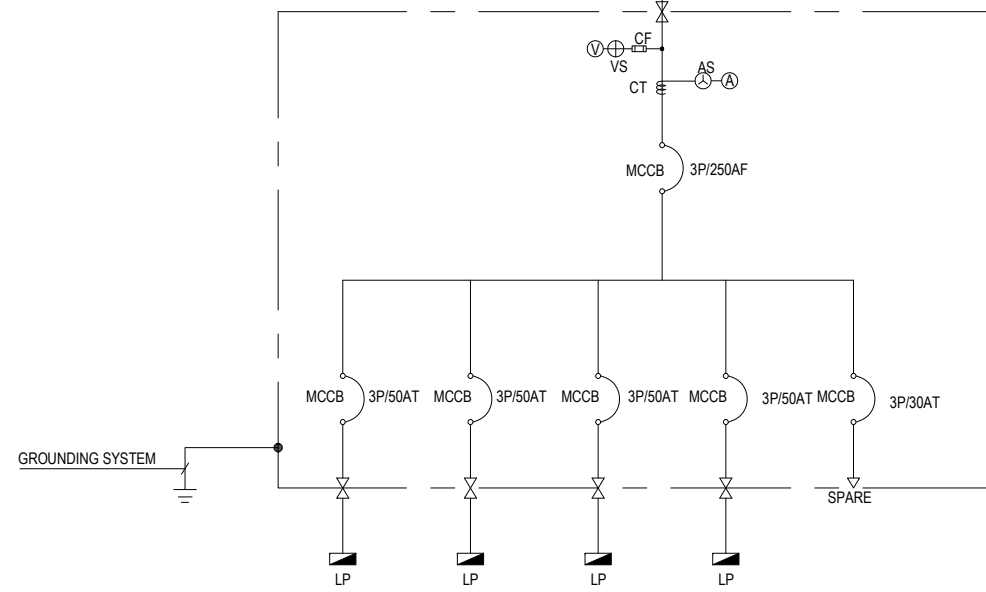 CF
V
VS
AS
CT
A
MCCB 3P/250AF
MCCB 3P/50AT MCCB 3P/50AT MCCB 3P/50AT MCCB 3P/50AT MCCB 3P/30AT
GROUNDING SYSTEM
SPARE
LP LP LP LP